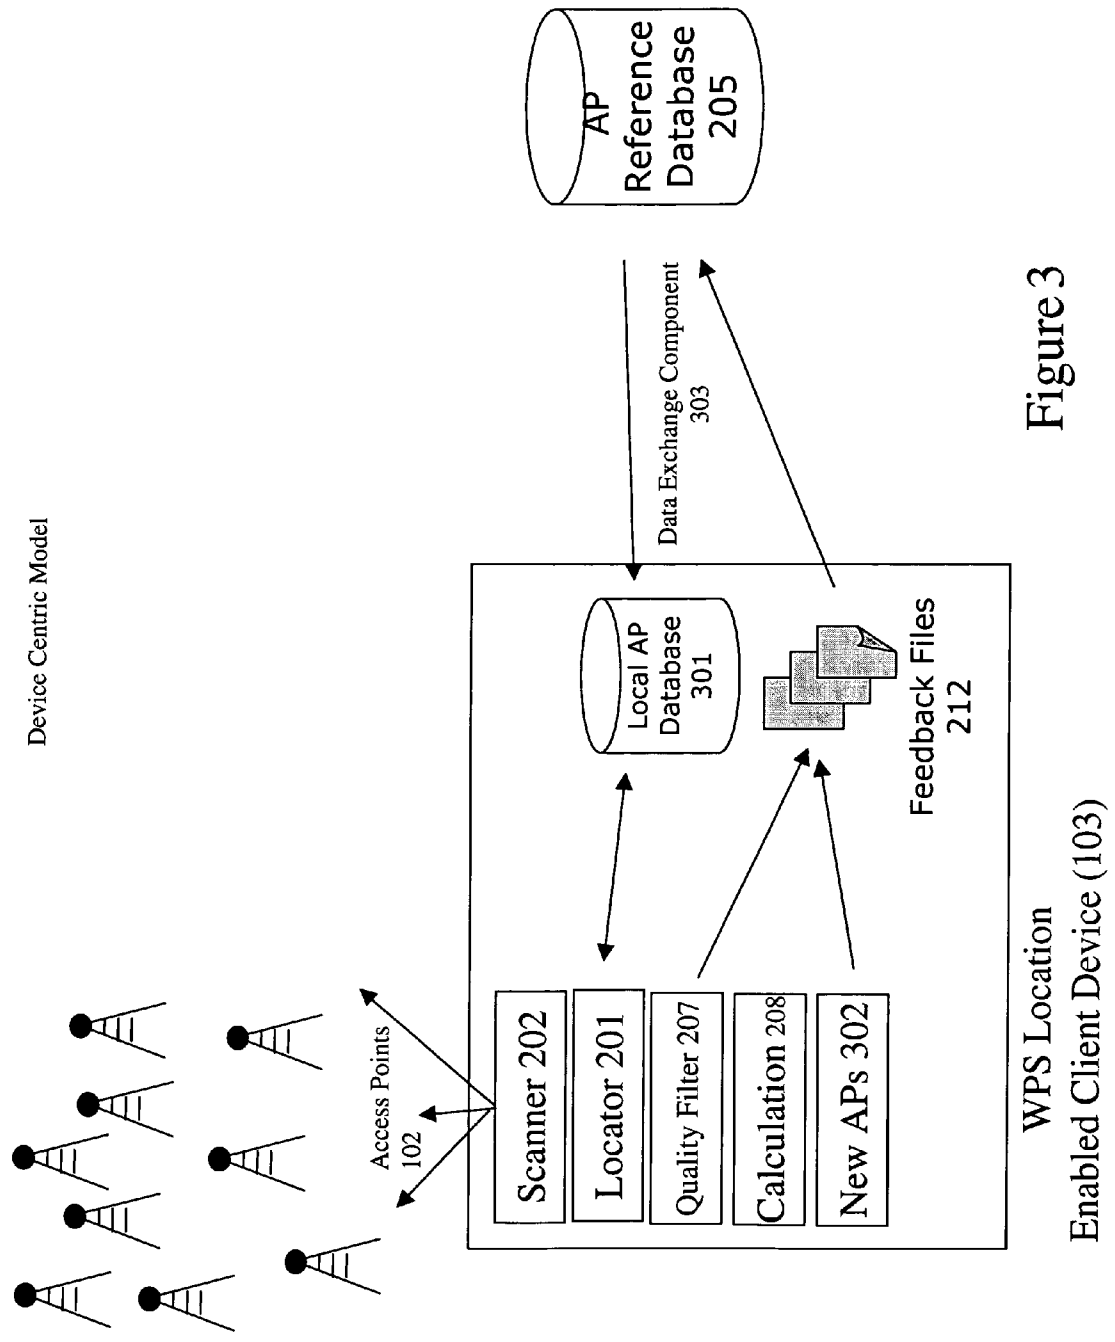 Device Centric Model
Access Points
102
Scanner 202
Locator 201
Quality Filter 207
Calculation 208
New APs 302
Local AP
Database
301
Feedback Files
212
Data Exchange Component
303
AP
Reference
Database
205
WPS Location
Enabled Client Device (103)
Figure 3